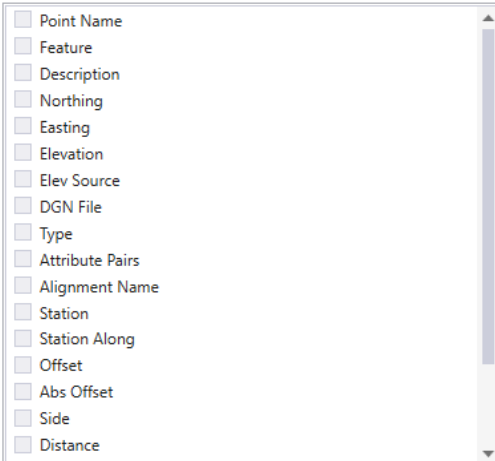 Point Name
Feature
Description
Northing
Easting
Elevation
Elev Source
DGN File
Type
Attribute Pairs
Alignment Name
Station
Station Along
Offset
Abs Offset
Side
Distance